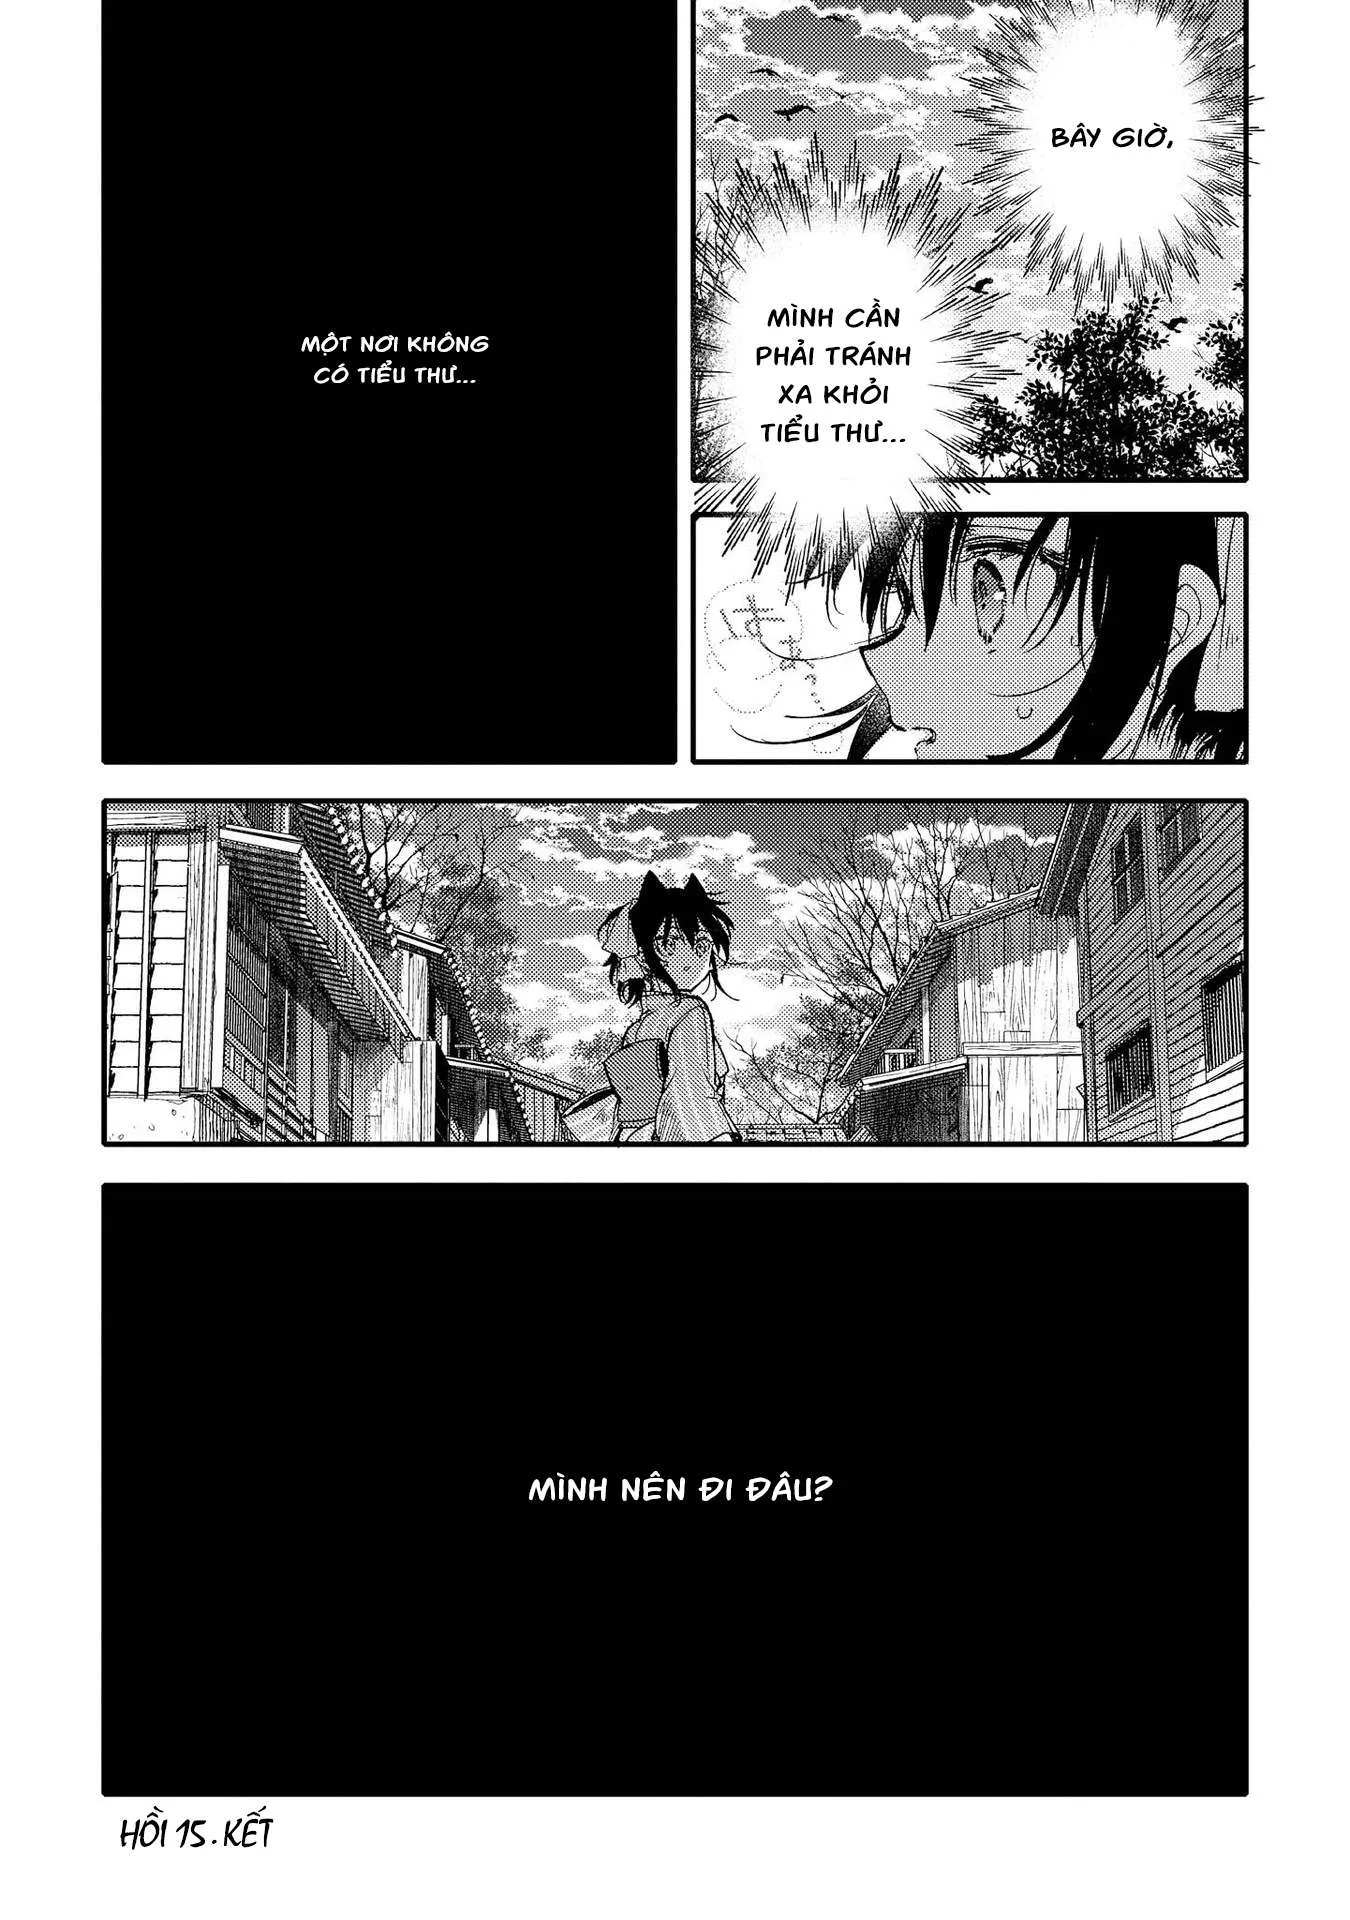 BÂY GIỜ,
MÌNH CẦN
PHẢI TRÁNH
XA KHỎI
TIỂU THƯ...
MỘT NƠI KHÔNG
CÓ TIỂU THƯ...
MÌNH NÊN ĐI ĐÂU?
HỒI 15. KẾT